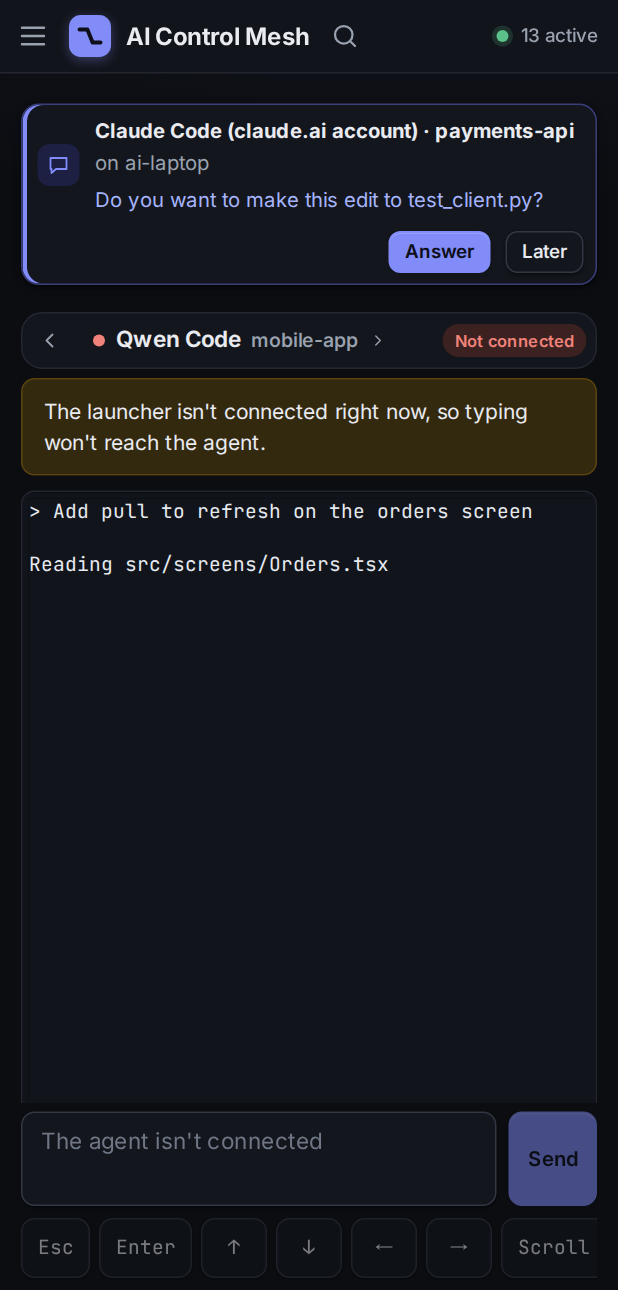 AI Control Mesh
13 active
Claude Code (claude.ai account) · payments-api
on ai-laptop
Do you want to make this edit to test_client.py?
Answer
Later
Qwen Code mobile-app
Not connected
The launcher isn't connected right now, so typing
won't reach the agent.
> Add pull to refresh on the orders screen
Reading src/screens/Orders.tsx
The agent isn't connected
Send
Esc
Enter
↑
↓
←
→
Scroll